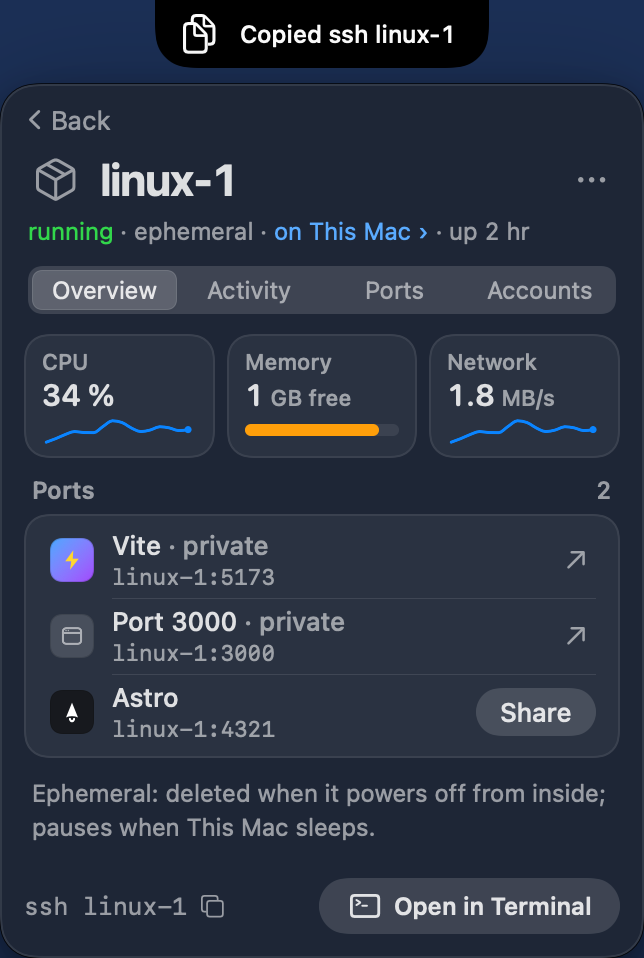 Copied ssh linux-1
Back
linux-1
running · ephemeral · on This Mac › · up 2 hr
Overview Activity Ports Accounts
CPU Memory Network
34 % 1 GB free 1.8 MB/s
Ports 2
Vite · private
linux-1:5173
Port 3000 · private
linux-1:3000
Astro
linux-1:4321
Share
Ephemeral: deleted when it powers off from inside;
pauses when This Mac sleeps.
ssh linux-1 Open in Terminal